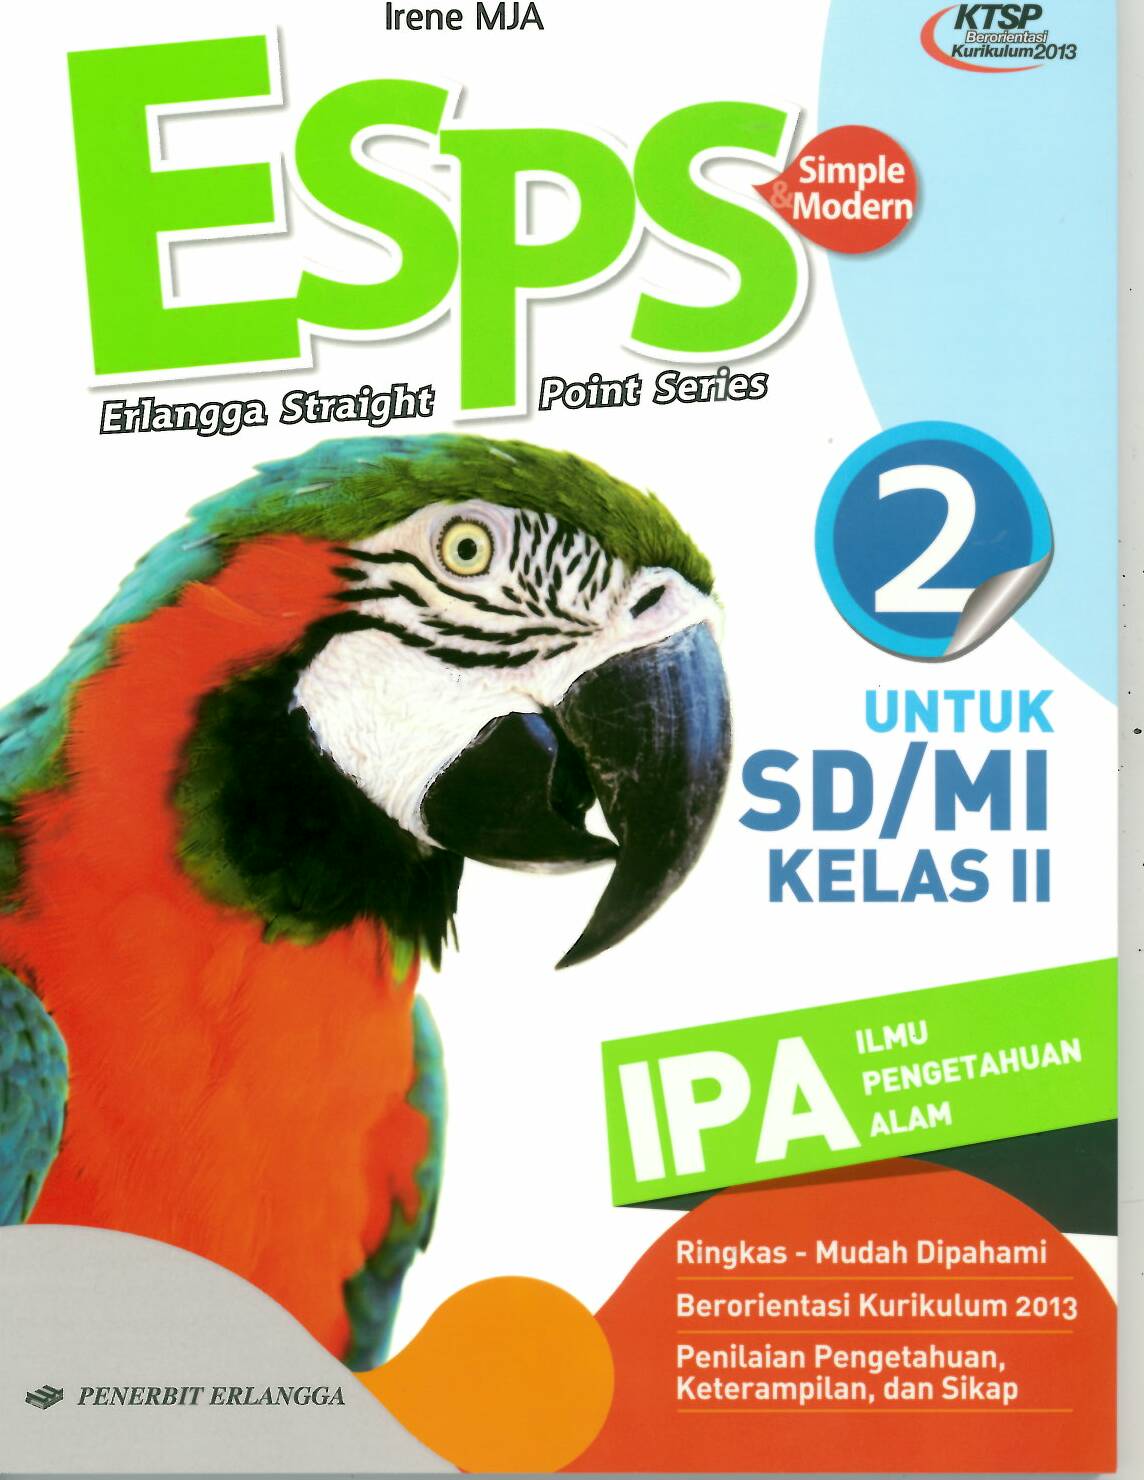 Irene MJA
KTSP
Berorientasi
Kurikulum2013
ESPS
Simple
&Modern
Erlangga Straight Point Series
2
UNTUK
SD/MI
KELAS II
IPA
ILMU
PENGETAHUAN
ALAM
Ringkas - Mudah Dipahami
Berorientasi Kurikulum 2013
Penilaian Pengetahuan,
Keterampilan, dan Sikap
PENERBIT ERLANGGA